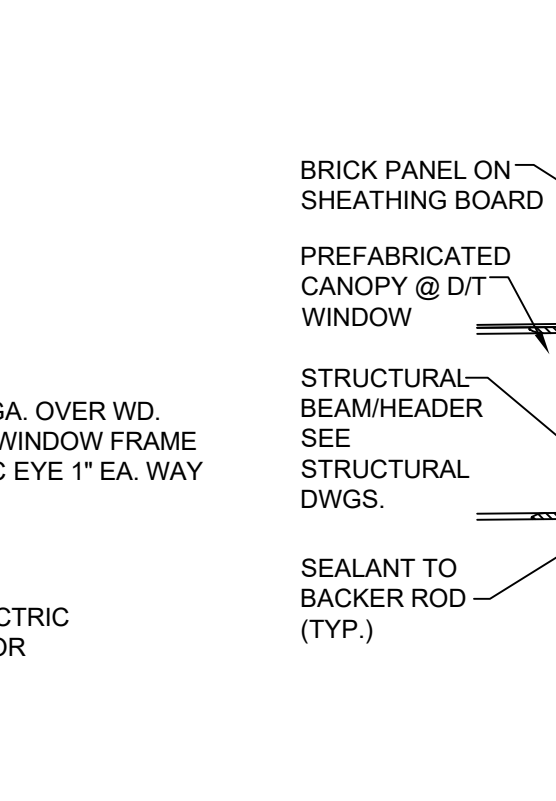 GA. OVER WD.
WINDOW FRAME
EYE 1" EA. WAY
CTRIC
OR
BRICK PANEL ON
SHEATHING BOARD
PREFABRICATED
CANOPY @ D/T
WINDOW
STRUCTURAL
BEAM/HEADER
SEE
STRUCTURAL
DWGS.
SEALANT TO
BACKER ROD
(TYP.)